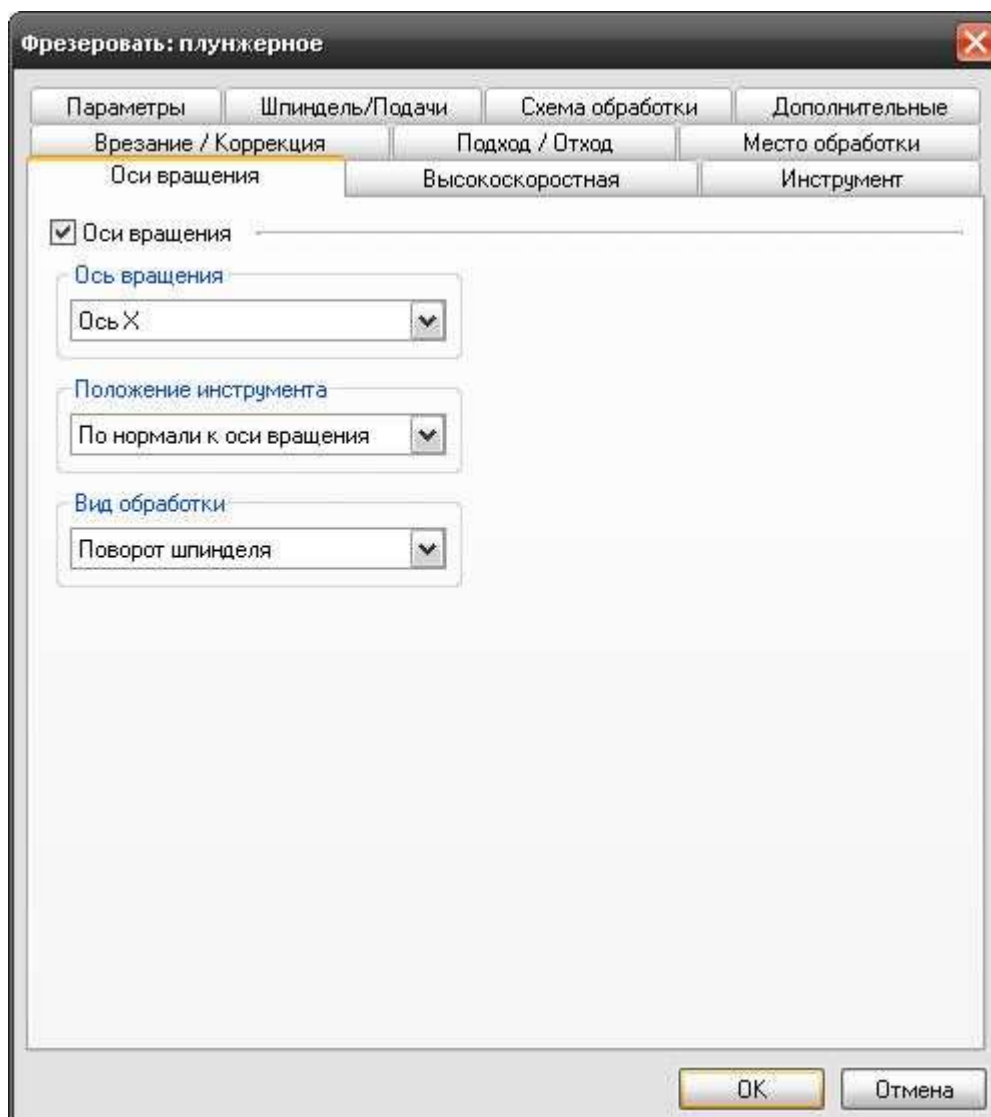 Фрезеровать: плунжерное
Параметры Шпиндель/Подачи Схема обработки Дополнительные
Врезание / Коррекция Подход / Отход Место обработки
Оси вращения Высокоскоростная Инструмент
Оси вращения
Ось вращения
Ось X
Положение инструмента
По нормали к оси вращения
Вид обработки
Поворот шпинделя
OK Отмена